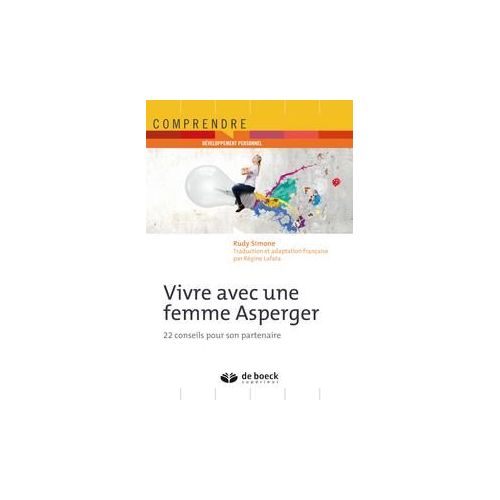 COMPRENDRE
DÉVELOPPEMENT PERSONNEL
Rudy Simone
Traduction et adaptation française
par Régine Lafata
Vivre avec une
femme Asperger
22 conseils pour son partenaire
de boeck
supérieur